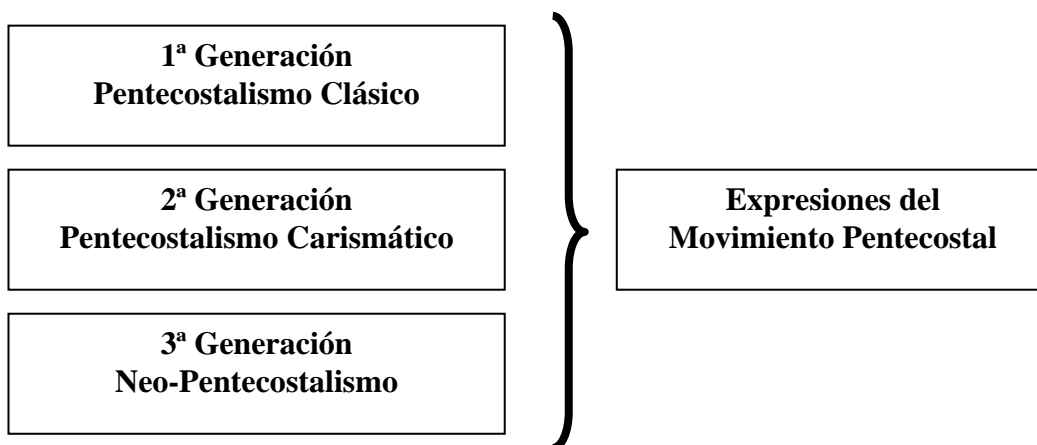 1ª Generación
Pentecostalismo Clásico
2ª Generación
Pentecostalismo Carismático
3ª Generación
Neo-Pentecostalismo
Expresiones del
Movimiento Pentecostal